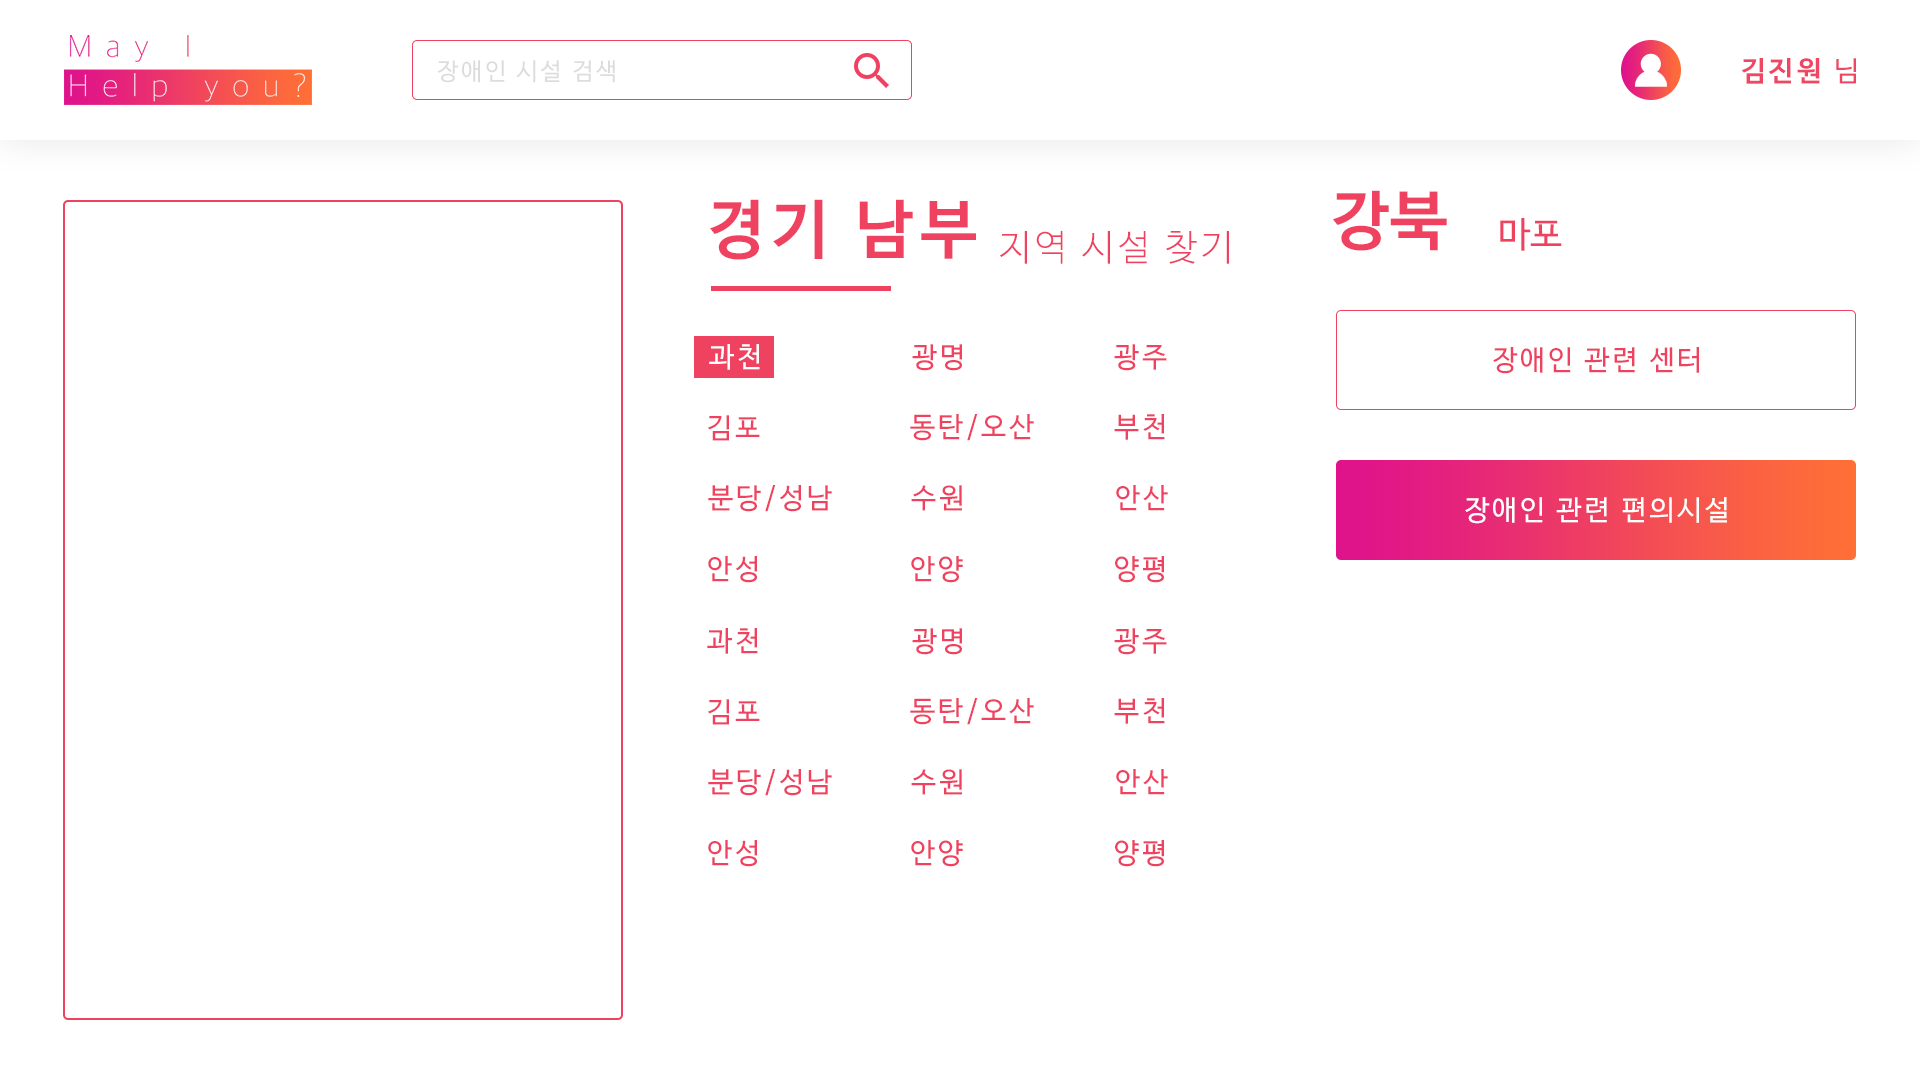 May I
Help you?
장애인 시설 검색
김진원 님
경기 남부 지역 시설 찾기
과천 광명 광주
김포 동탄/오산 부천
분당/성남 수원 안산
안성 안양 양평
과천 광명 광주
김포 동탄/오산 부천
분당/성남 수원 안산
안성 안양 양평
강북 마포
장애인 관련 센터
장애인 관련 편의시설